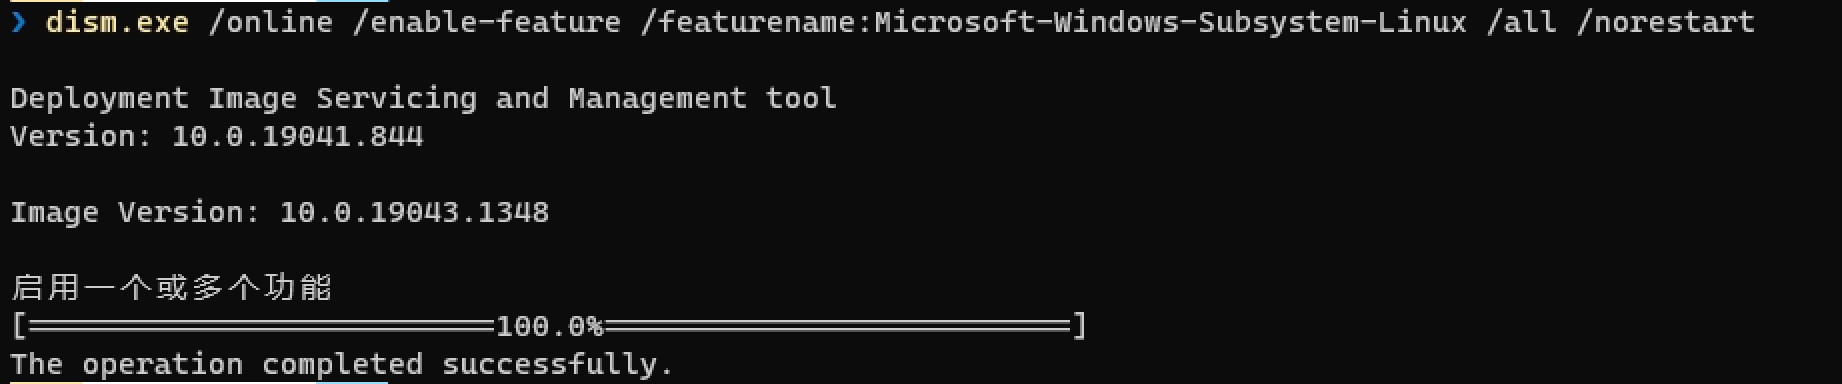 ❯ dism.exe /online /enable-feature /featurename:Microsoft-Windows-Subsystem-Linux /all /norestart
Deployment Image Servicing and Management tool
Version: 10.0.19041.844
Image Version: 10.0.19043.1348
启用一个或多个功能
[==========================100.0%==========================]
The operation completed successfully.